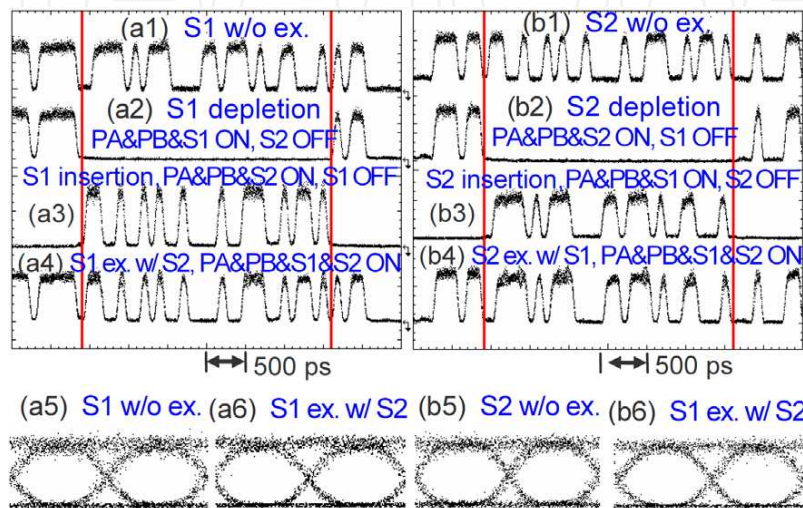 (a1) S1 w/o ex.
(a2) S1 depletion
PA&PB&S1 ON, S2 OFF
S1 insertion, PA&PB&S2 ON, S1 OFF
(a3)
(a4) S1 ex. w/ S2, PA&PB&S1&S2 ON
500 ps
(b1) S2 w/o ex.
(b2) S2 depletion
PA&PB&S2 ON, S1 OFF
S2 insertion, PA&PB&S1 ON, S2 OFF
(b3)
(b4) S2 ex. w/ S1, PA&PB&S1&S2 ON
500 ps
(a5) S1 w/o ex. (a6) S1 ex. w/ S2 (b5) S2 w/o ex. (b6) S1 ex. w/ S2